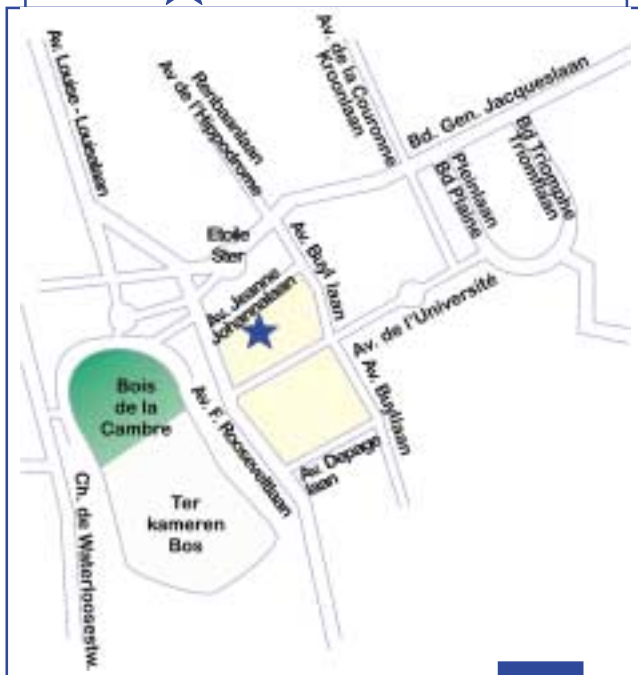 Av. Louise - Louizalaan
Renbaanlaan
Av de l'Hippodrome
Av. de la Couronne
Kroonlaan
Bd. Gen. Jacqueslaan
Bd Triomphe
Triomflaan
Pleinlaan
Bd Plaine
Etoile
Ster
Av. Buyl laan
Av. Jeanne
Johannalaan
Av. de l'Université
Av. F. Rooseveltlaan
Av. Buyllaan
Bois
de la
Cambre
Av. Depage
laan
Ter
kameren
Bos
Ch. de Waterloosestw.